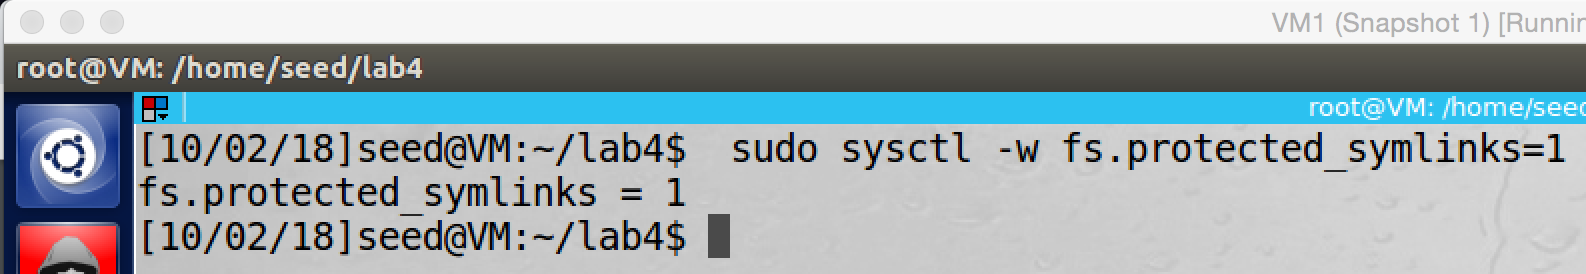 VM1 (Snapshot 1) [Runnin
root@VM: /home/seed/lab4
root@VM: /home/seed
[10/02/18]seed@VM:~/lab4$  sudo sysctl -w fs.protected_symlinks=1
fs.protected_symlinks = 1
[10/02/18]seed@VM:~/lab4$